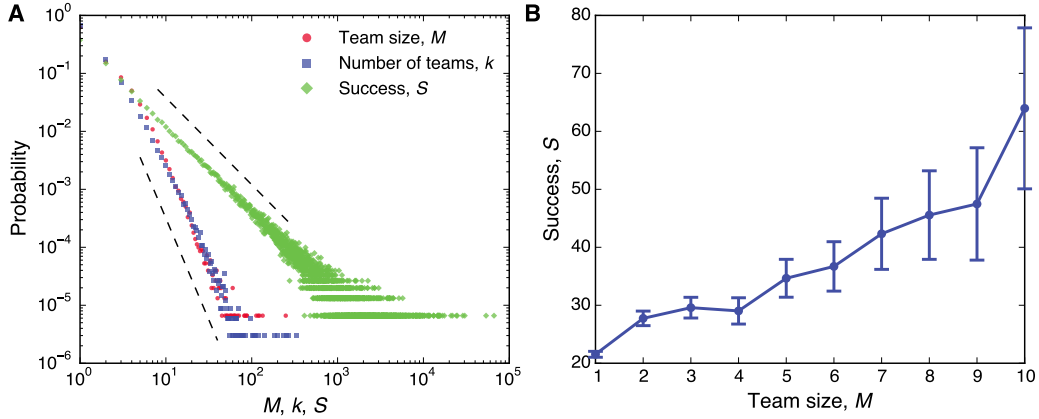 A
10^0
10^-1
10^-2
10^-3
10^-4
10^-5
10^-6
Probability
10^0 10^1 10^2 10^3 10^4 10^5
M, k, S
Team size, M
Number of teams, k
Success, S
B
80
70
60
50
40
30
20
Success, S
1 2 3 4 5 6 7 8 9 10
Team size, M